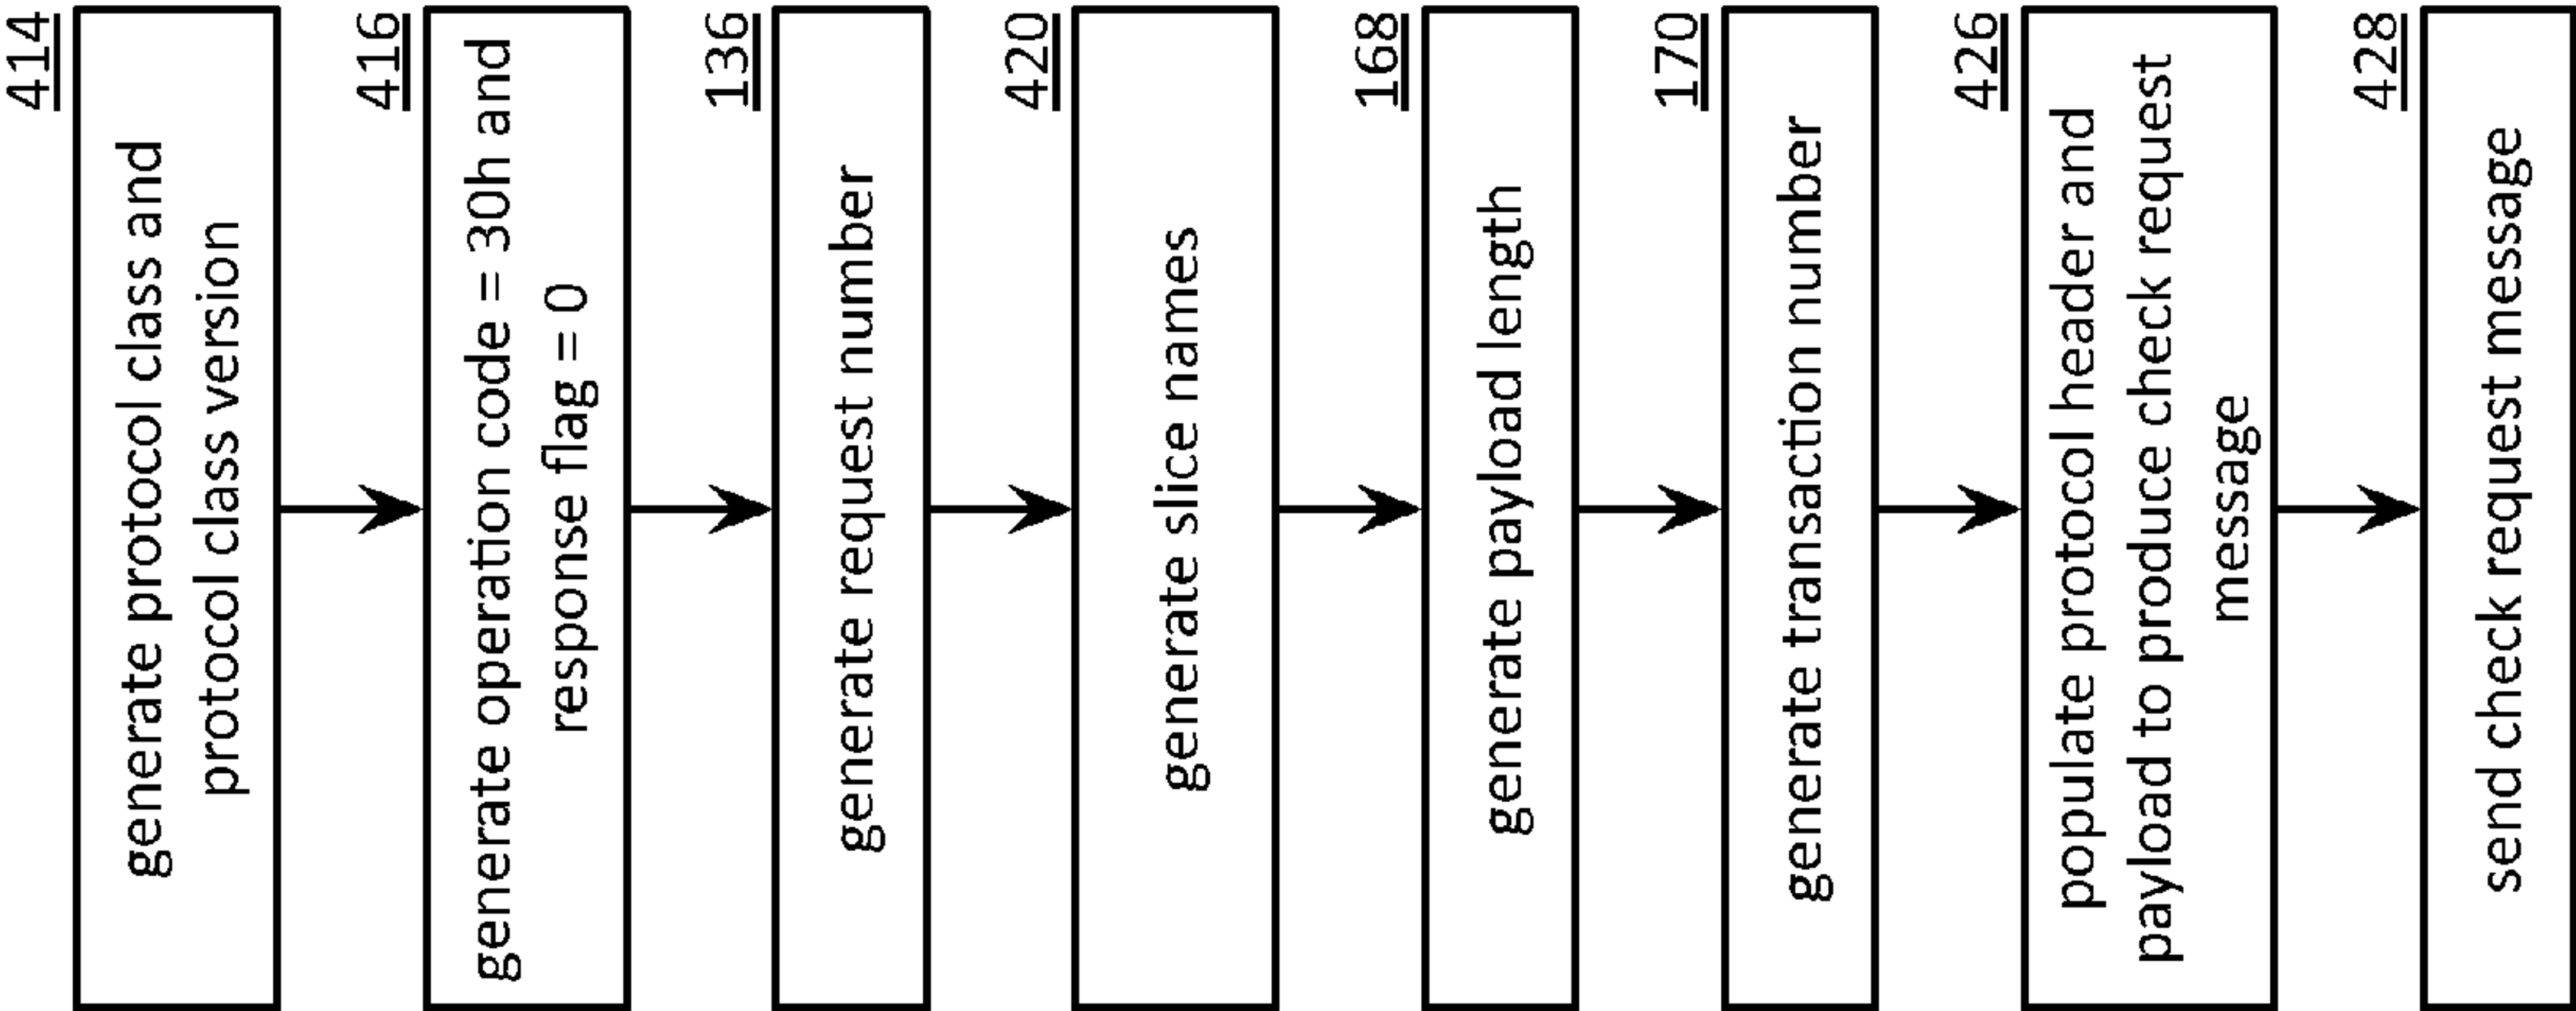 414
generate protocol class and
protocol class version
416
generate operation code = 30h and
response flag = 0
136
generate request number
420
generate slice names
168
generate payload length
170
generate transaction number
426
populate protocol header and
payload to produce check request
message
428
send check request message